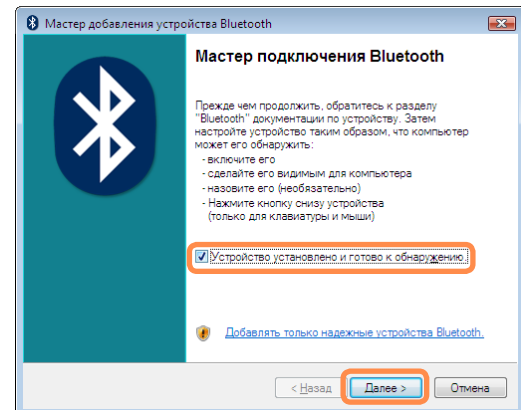 Мастер добавления устройства Bluetooth
Мастер подключения Bluetooth
Прежде чем продолжить, обратитесь к разделу
"Bluetooth" документации по устройству. Затем
настройте устройство таким образом, что компьютер
может его обнаружить:
- включите его
- сделайте его видимым для компьютера
- назовите его (необязательно)
- Нажмите кнопку снизу устройства
(только для клавиатуры и мыши)
Устройство установлено и готово к обнаружению.
Добавлять только надежные устройства Bluetooth.
< Назад Далее > Отмена